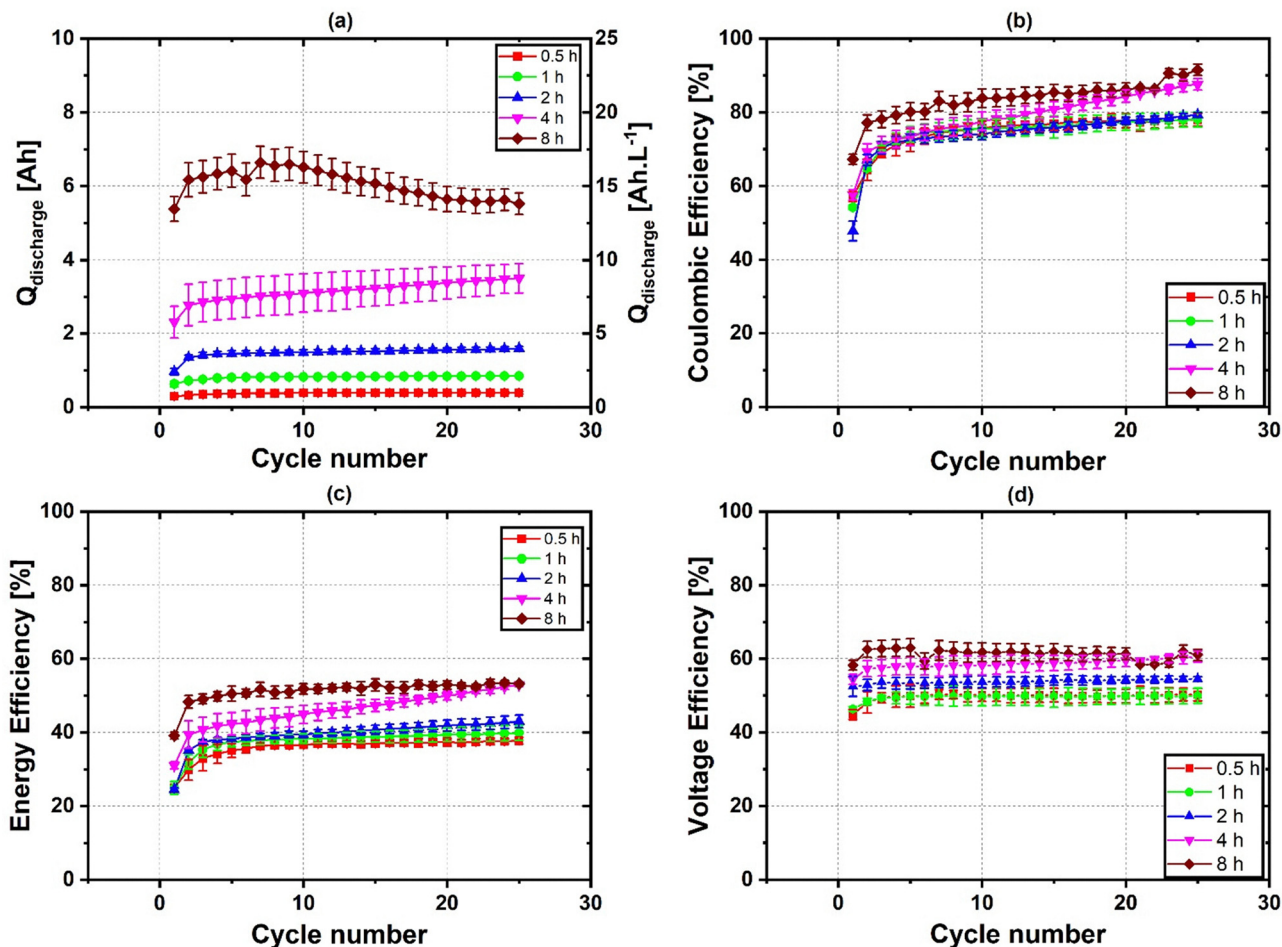 (a)
10
8
6
4
2
0
Q_discharge [Ah]
25
20
15
10
5
0
Q_discharge [Ah.L⁻¹]
0.5 h
1 h
2 h
4 h
8 h
0
10
20
30
Cycle number
(b)
100
80
60
40
20
0
Coulombic Efficiency [%]
0.5 h
1 h
2 h
4 h
8 h
0
10
20
30
Cycle number
(c)
100
80
60
40
20
0
Energy Efficiency [%]
0.5 h
1 h
2 h
4 h
8 h
0
10
20
30
Cycle number
(d)
100
80
60
40
20
0
Voltage Efficiency [%]
0.5 h
1 h
2 h
4 h
8 h
0
10
20
30
Cycle number